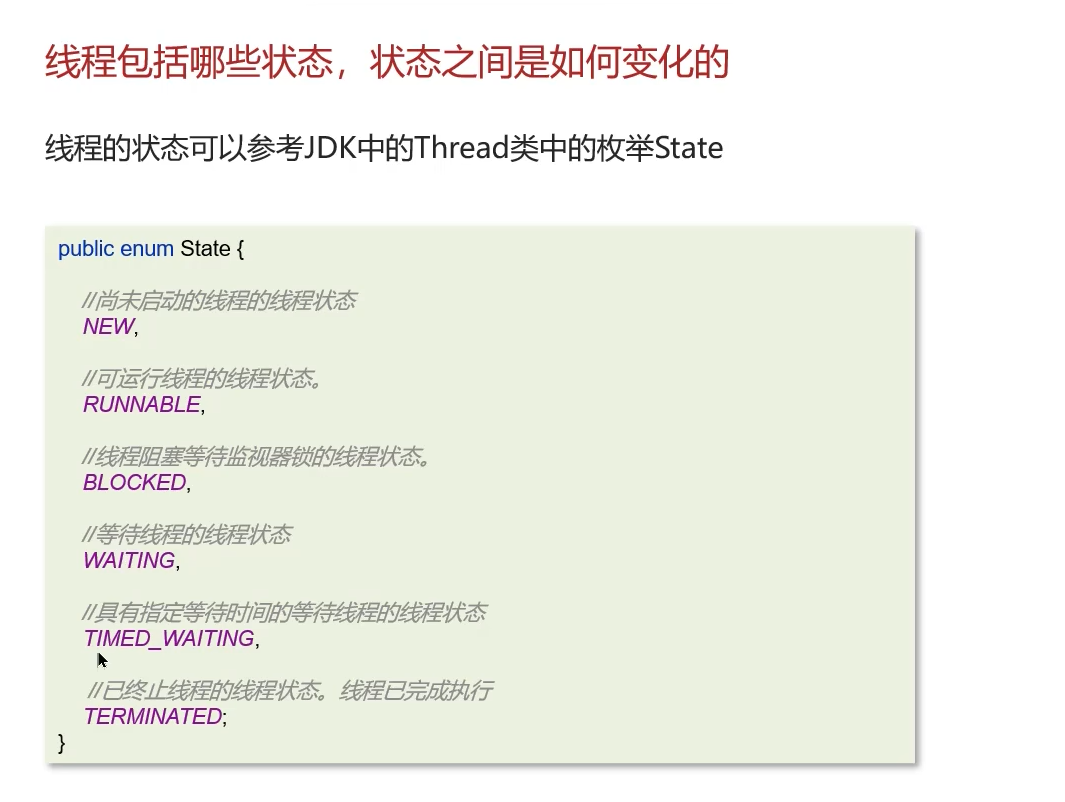 线程包括哪些状态，状态之间是如何变化的
线程的状态可以参考JDK中的Thread类中的枚举State
public enum State {
//尚未启动的线程的线程状态
NEW,
//可运行线程的线程状态。
RUNNABLE,
//线程阻塞等待监视器锁的线程状态。
BLOCKED,
//等待线程的线程状态
WAITING,
//具有指定等待时间的等待线程的线程状态
TIMED_WAITING,
//已终止线程的线程状态。线程已完成执行
TERMINATED;
}